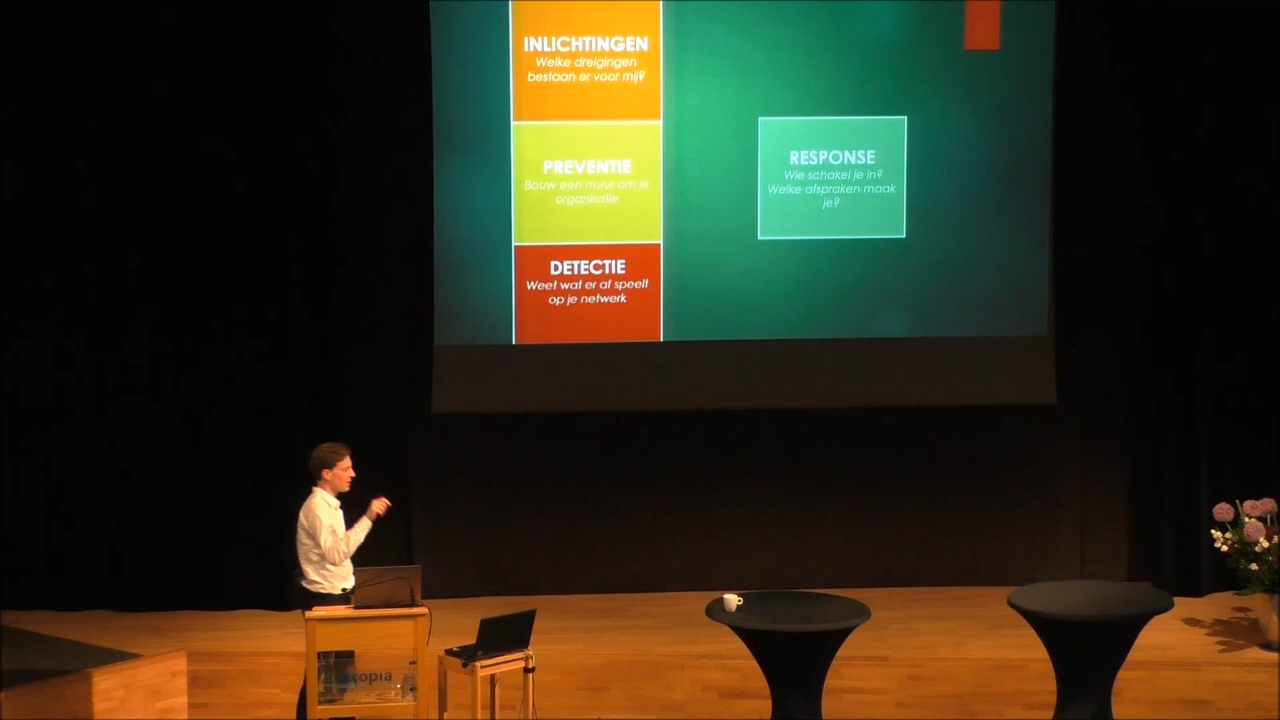 INLICHTINGEN
Welke dreigingen
bestaan er voor mij?
PREVENTIE
Bouw een muur om je
organisatie
DETECTIE
Weet wat er af speelt
op je netwerk
RESPONSE
Wie schakel je in?
Welke afspraken maak
je?